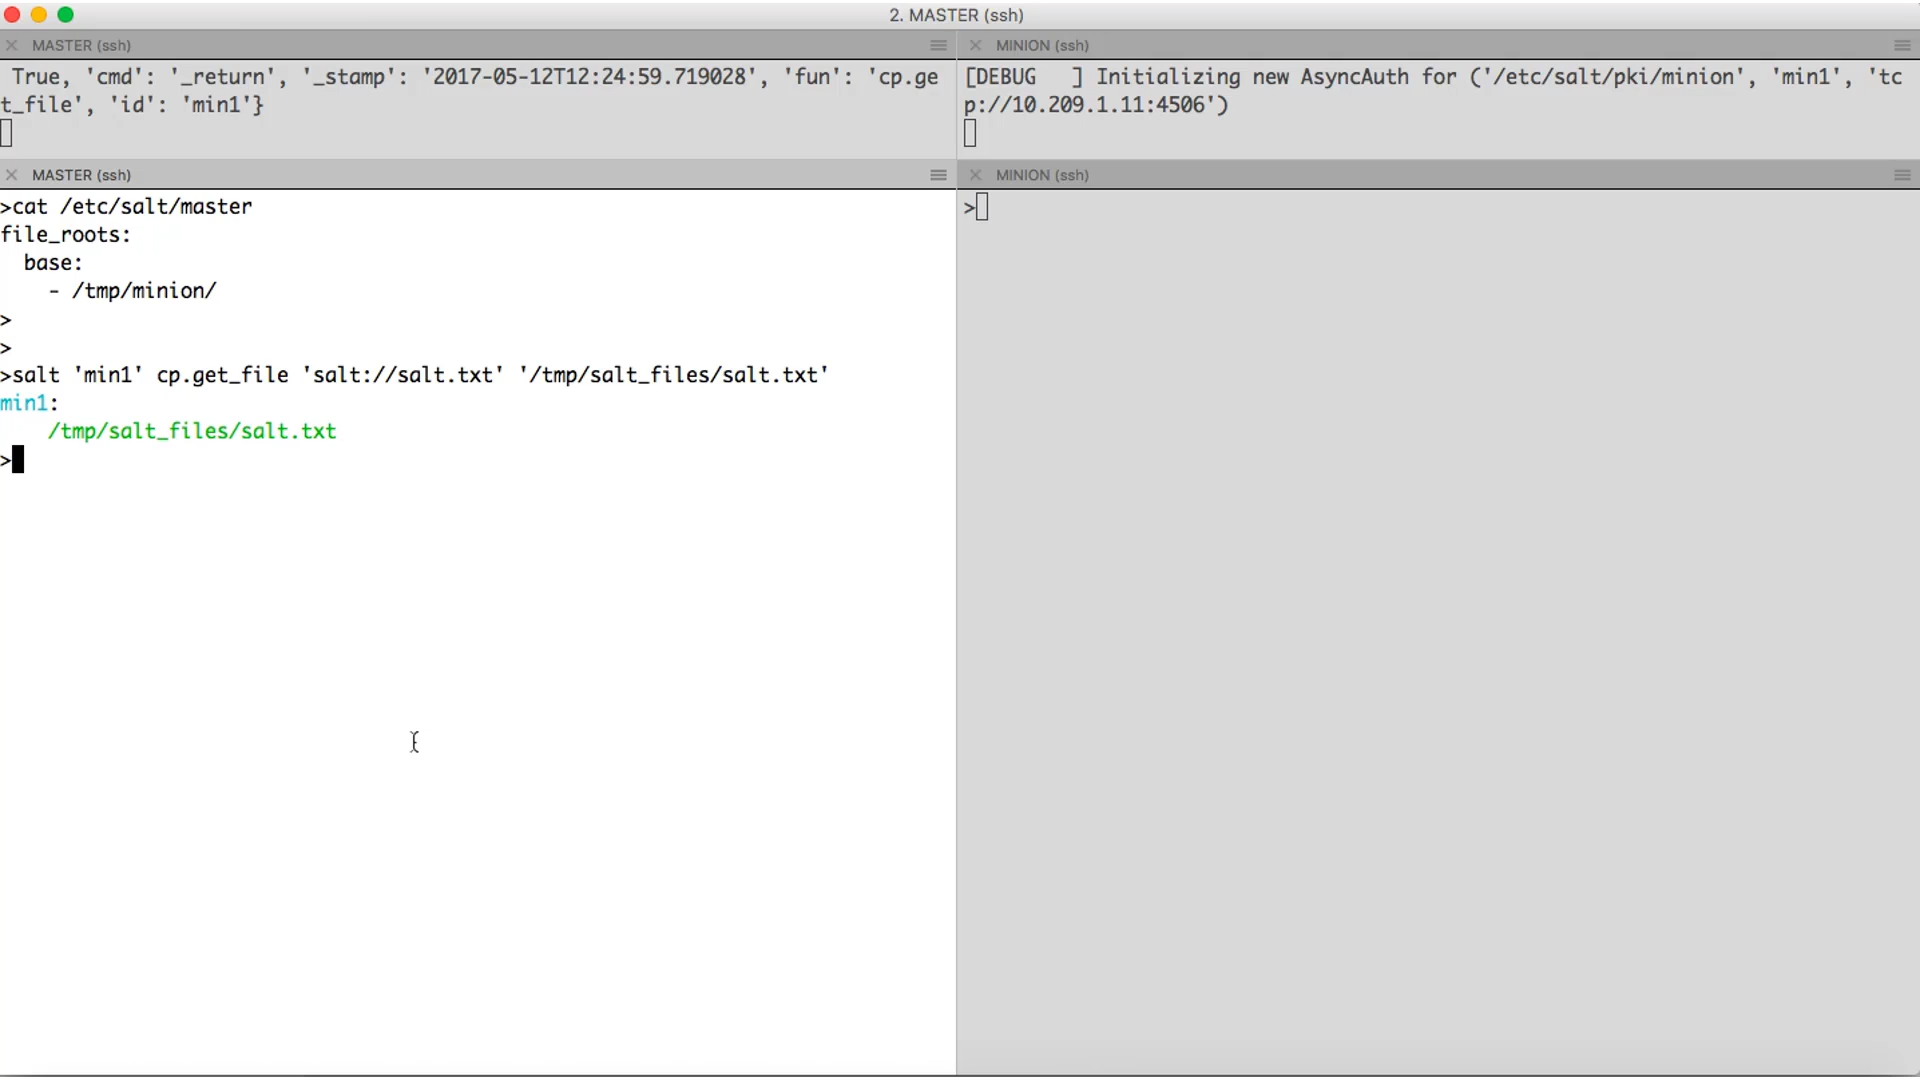 2. MASTER (ssh)
MASTER (ssh)
True, 'cmd': '_return', '_stamp': '2017-05-12T12:24:59.719028', 'fun': 'cp.ge
t_file', 'id': 'min1'}
MINION (ssh)
[DEBUG   ] Initializing new AsyncAuth for ('/etc/salt/pki/minion', 'min1', 'tc
p://10.209.1.11:4506')
MASTER (ssh)
>cat /etc/salt/master
file_roots:
  base:
    - /tmp/minion/
>
>
>salt 'min1' cp.get_file 'salt://salt.txt' '/tmp/salt_files/salt.txt'
min1:
    /tmp/salt_files/salt.txt
>
MINION (ssh)
>